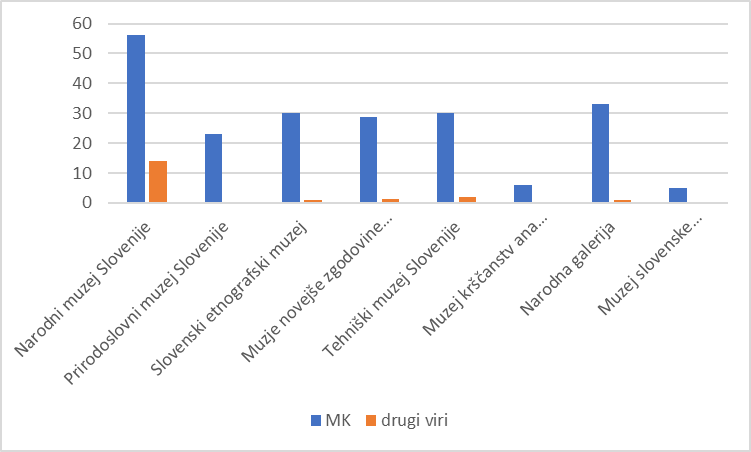 60
50
40
30
20
10
0
Narodni muzej Slovenije
Prirodoslovni muzej Slovenije
Slovenski etnografski muzej
Muzje novejše zgodovine...
Tehniški muzej Slovenije
Muzej krščanstv ana...
Narodna galerija
Muzej slovenske...
MK
drugi viri